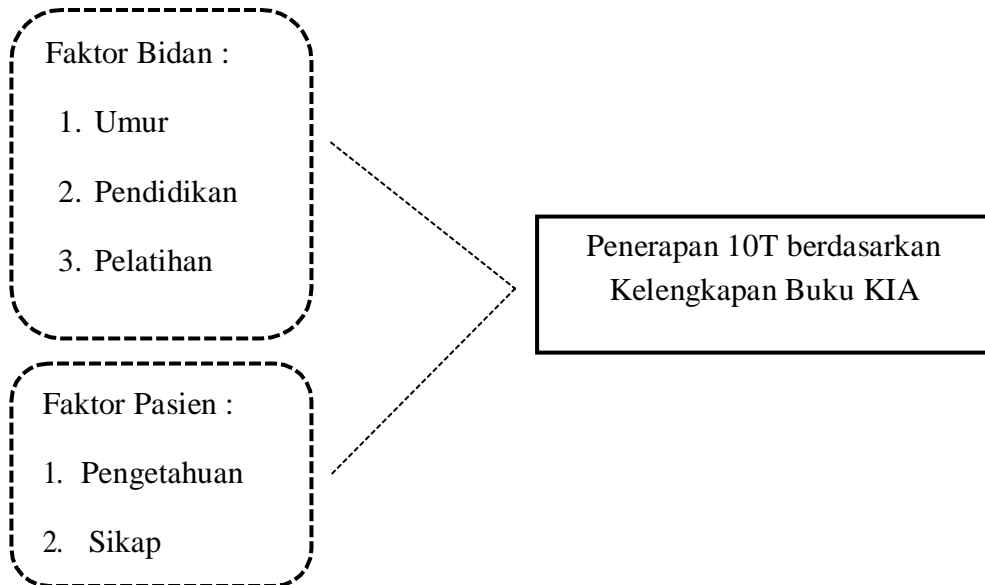 Faktor Bidan :
1. Umur
2. Pendidikan
3. Pelatihan
Penerapan 10T berdasarkan
Kelengkapan Buku KIA
Faktor Pasien :
1. Pengetahuan
2. Sikap